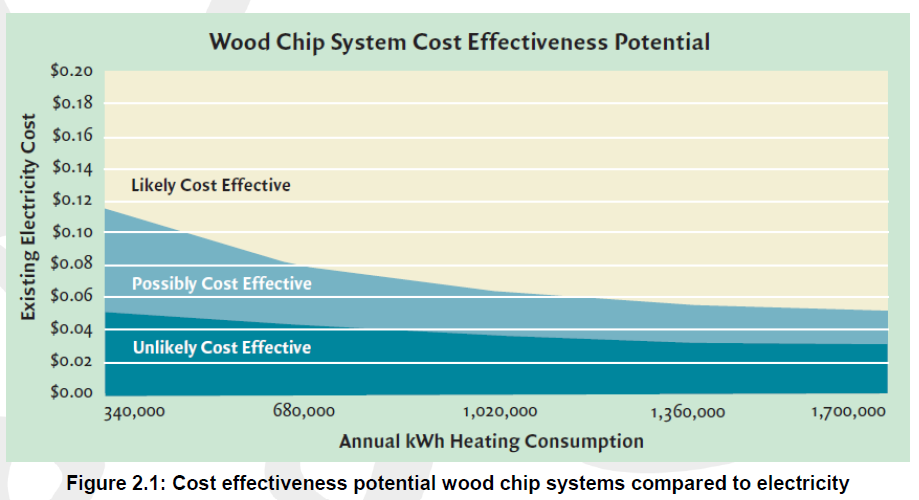 Wood Chip System Cost Effectiveness Potential
Existing Electricity Cost
$0.20
$0.18
$0.16
$0.14
$0.12
$0.10
$0.08
$0.06
$0.04
$0.02
$0.00
Likely Cost Effective
Possibly Cost Effective
Unlikely Cost Effective
340,000 680,000 1,020,000 1,360,000 1,700,000
Annual kWh Heating Consumption
Figure 2.1: Cost effectiveness potential wood chip systems compared to electricity